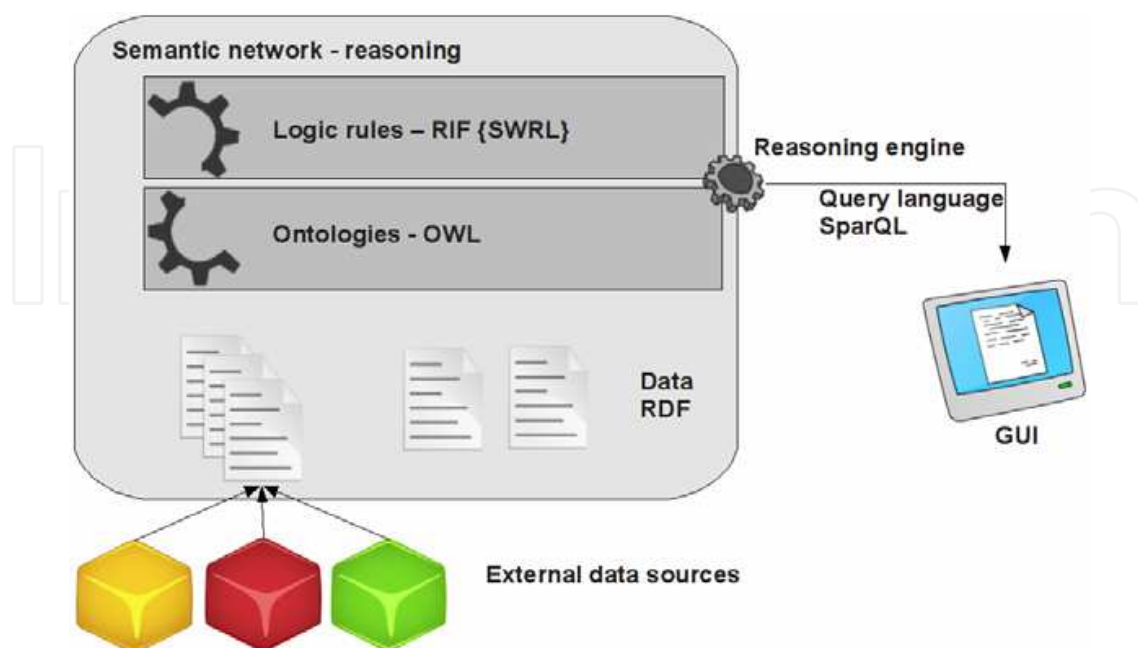 Semantic network - reasoning
Logic rules – RIF {SWRL}
Reasoning engine
Query language
SparQL
Ontologies - OWL
Data
RDF
GUI
External data sources